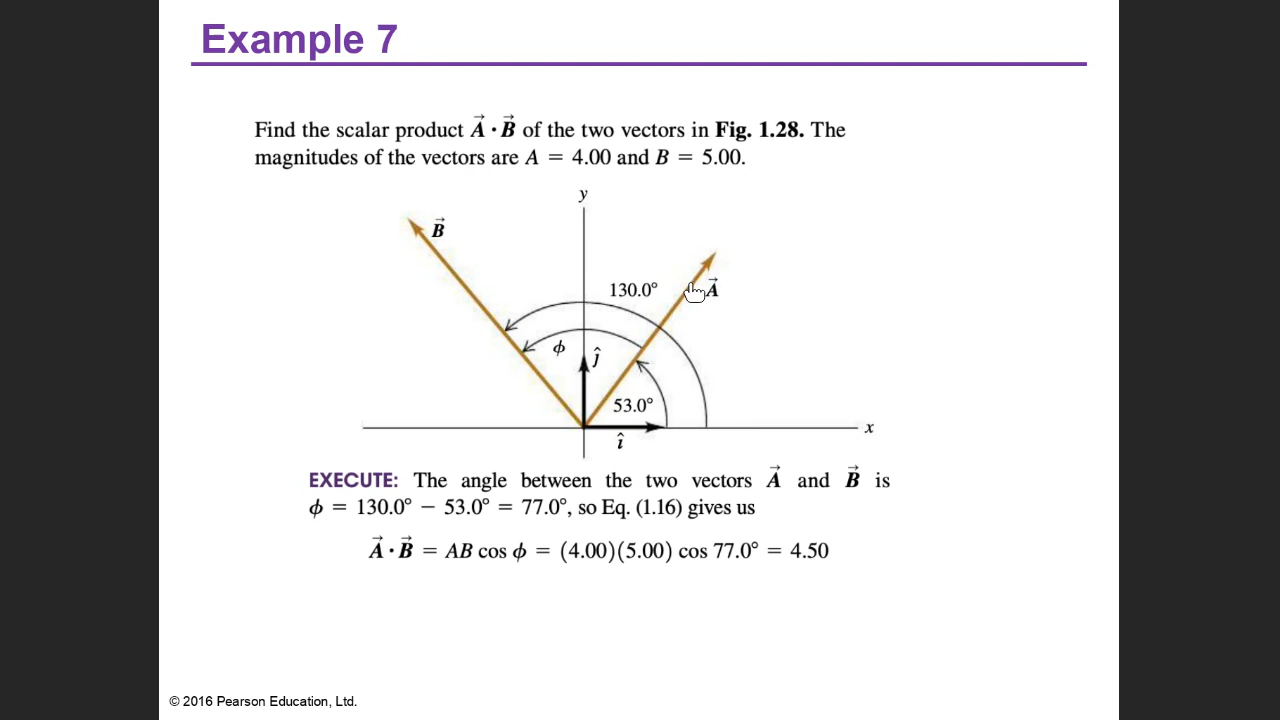 Example 7
Find the scalar product A⃗ · B⃗ of the two vectors in Fig. 1.28. The
magnitudes of the vectors are A = 4.00 and B = 5.00.
y
B⃗
130.0°
A⃗
ϕ
ĵ
53.0°
x
î
EXECUTE: The angle between the two vectors A⃗ and B⃗ is
ϕ = 130.0° − 53.0° = 77.0°, so Eq. (1.16) gives us
A⃗ · B⃗ = AB cos ϕ = (4.00)(5.00) cos 77.0° = 4.50
© 2016 Pearson Education, Ltd.